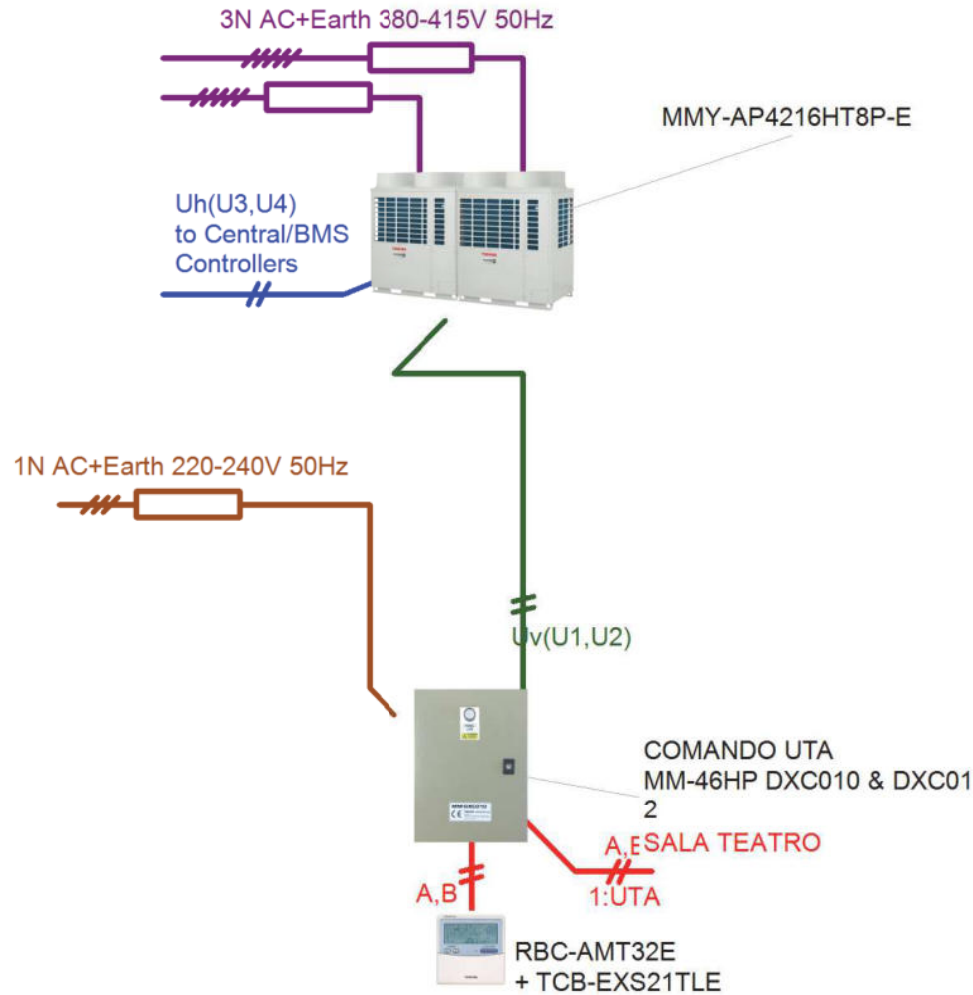 3N AC+Earth 380-415V 50Hz
MMY-AP4216HT8P-E
Uh(U3,U4)
to Central/BMS
Controllers
1N AC+Earth 220-240V 50Hz
Uv(U1,U2)
COMANDO UTA
MM-46HP DXC010 & DXC01
2
SALA TEATRO
A,B
1:UTA
A,B
RBC-AMT32E
+ TCB-EXS21TLE